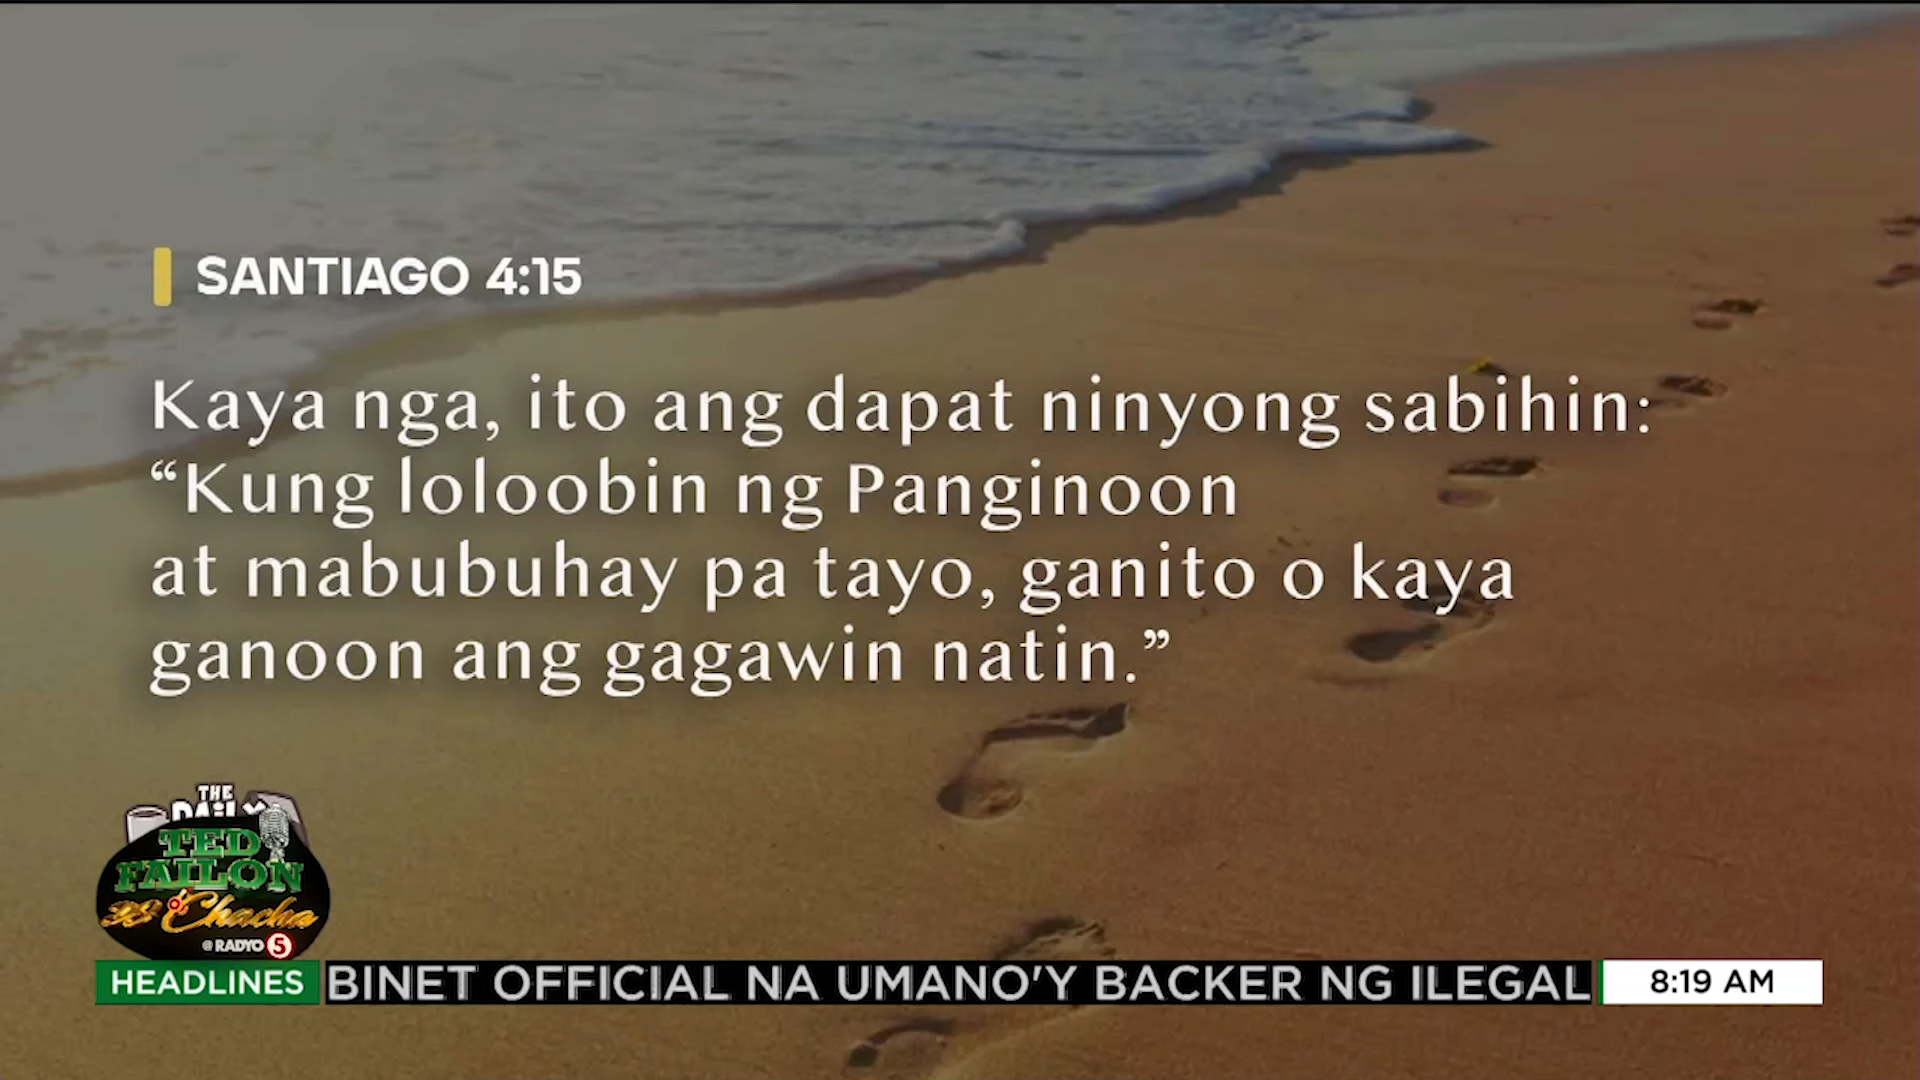 SANTIAGO 4:15
Kaya nga, ito ang dapat ninyong sabihin:
“Kung loloobin ng Panginoon
at mabubuhay pa tayo, ganito o kaya
ganoon ang gagawin natin.”
THE
DAILY
TED
FAILON
Chacha
@ RADYO 5
HEADLINES BINET OFFICIAL NA UMANO'Y BACKER NG ILEGAL 8:19 AM